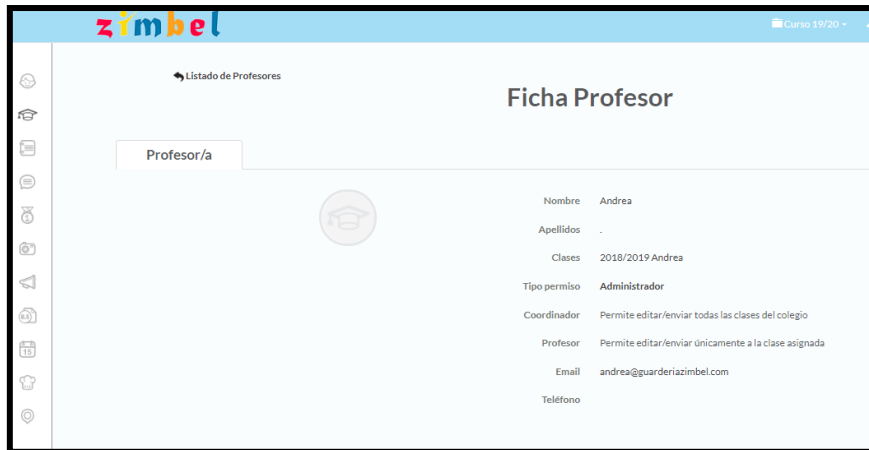 zimbel
Curso 19/20
Listado de Profesores
Ficha Profesor
Profesor/a
Nombre Andrea
Apellidos .
Clases 2018/2019 Andrea
Tipo permiso Administrador
Coordinador Permite editar/enviar todas las clases del colegio
Profesor Permite editar/enviar únicamente a la clase asignada
Email andrea@guarderiazimbel.com
Teléfono
15